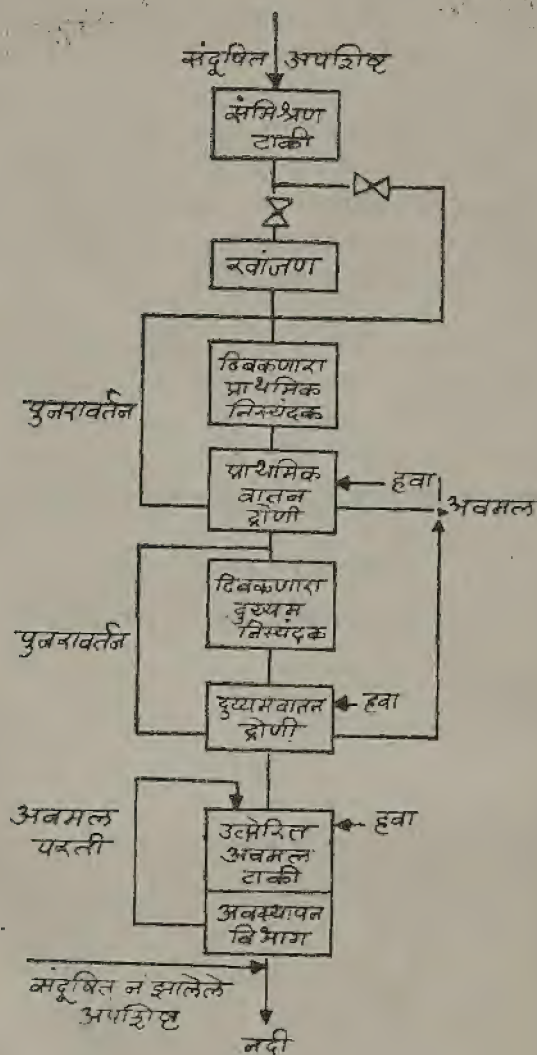 संदूषित अपशिष्ट
संमिश्रण
टाकी
खांजण
ठिबकणारा
प्राथमिक
निस्यंदक
पुनरावर्तन
प्राथमिक
वातन
द्रोणी
हवा
अवमल
ठिबकणारा
दुय्यम
निस्यंदक
पुनरावर्तन
दुय्यम वातन
द्रोणी
हवा
अवमल
परती
उत्प्रेरित
अवमल
टाकी
हवा
अवस्थापन
विभाग
संदूषित न झालेले
अपशिष्ट
नदी